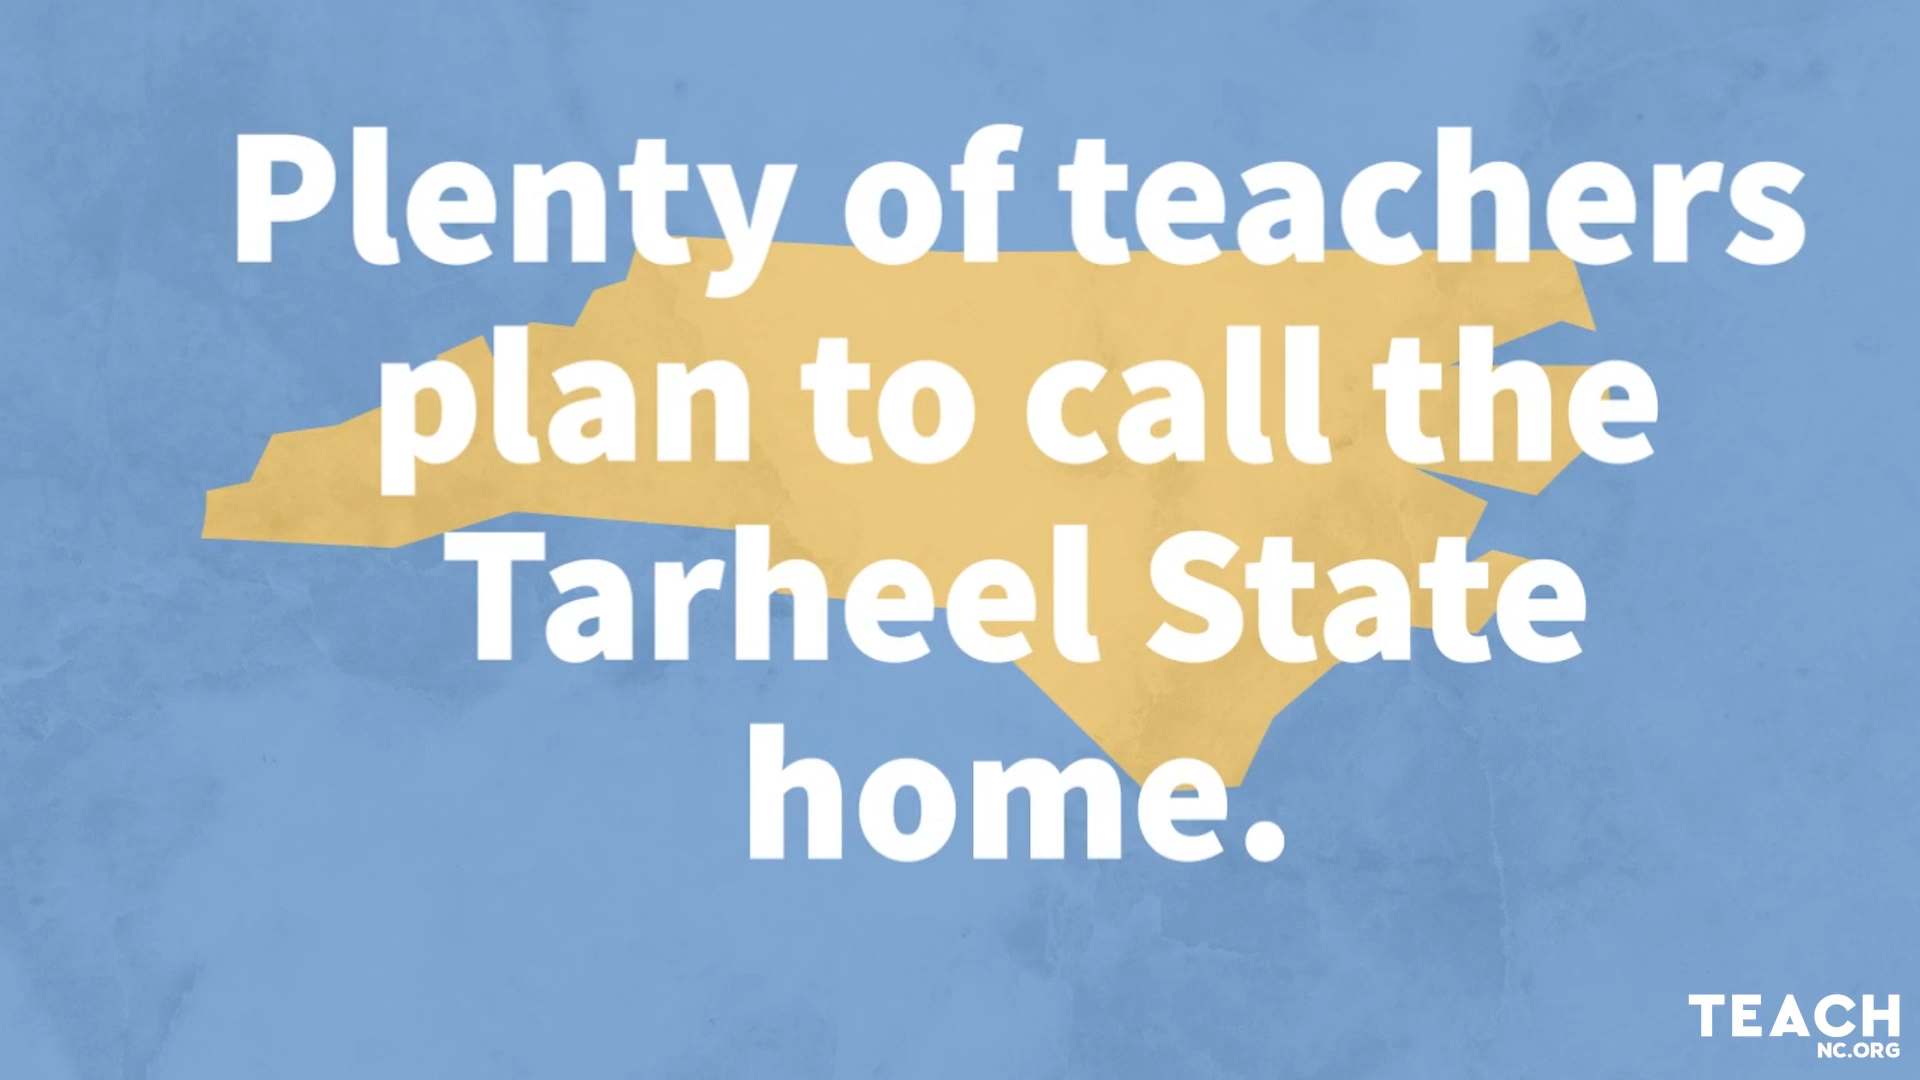 Plenty of teachers
plan to call the
Tarheel State
home.
TEACH
NC.ORG